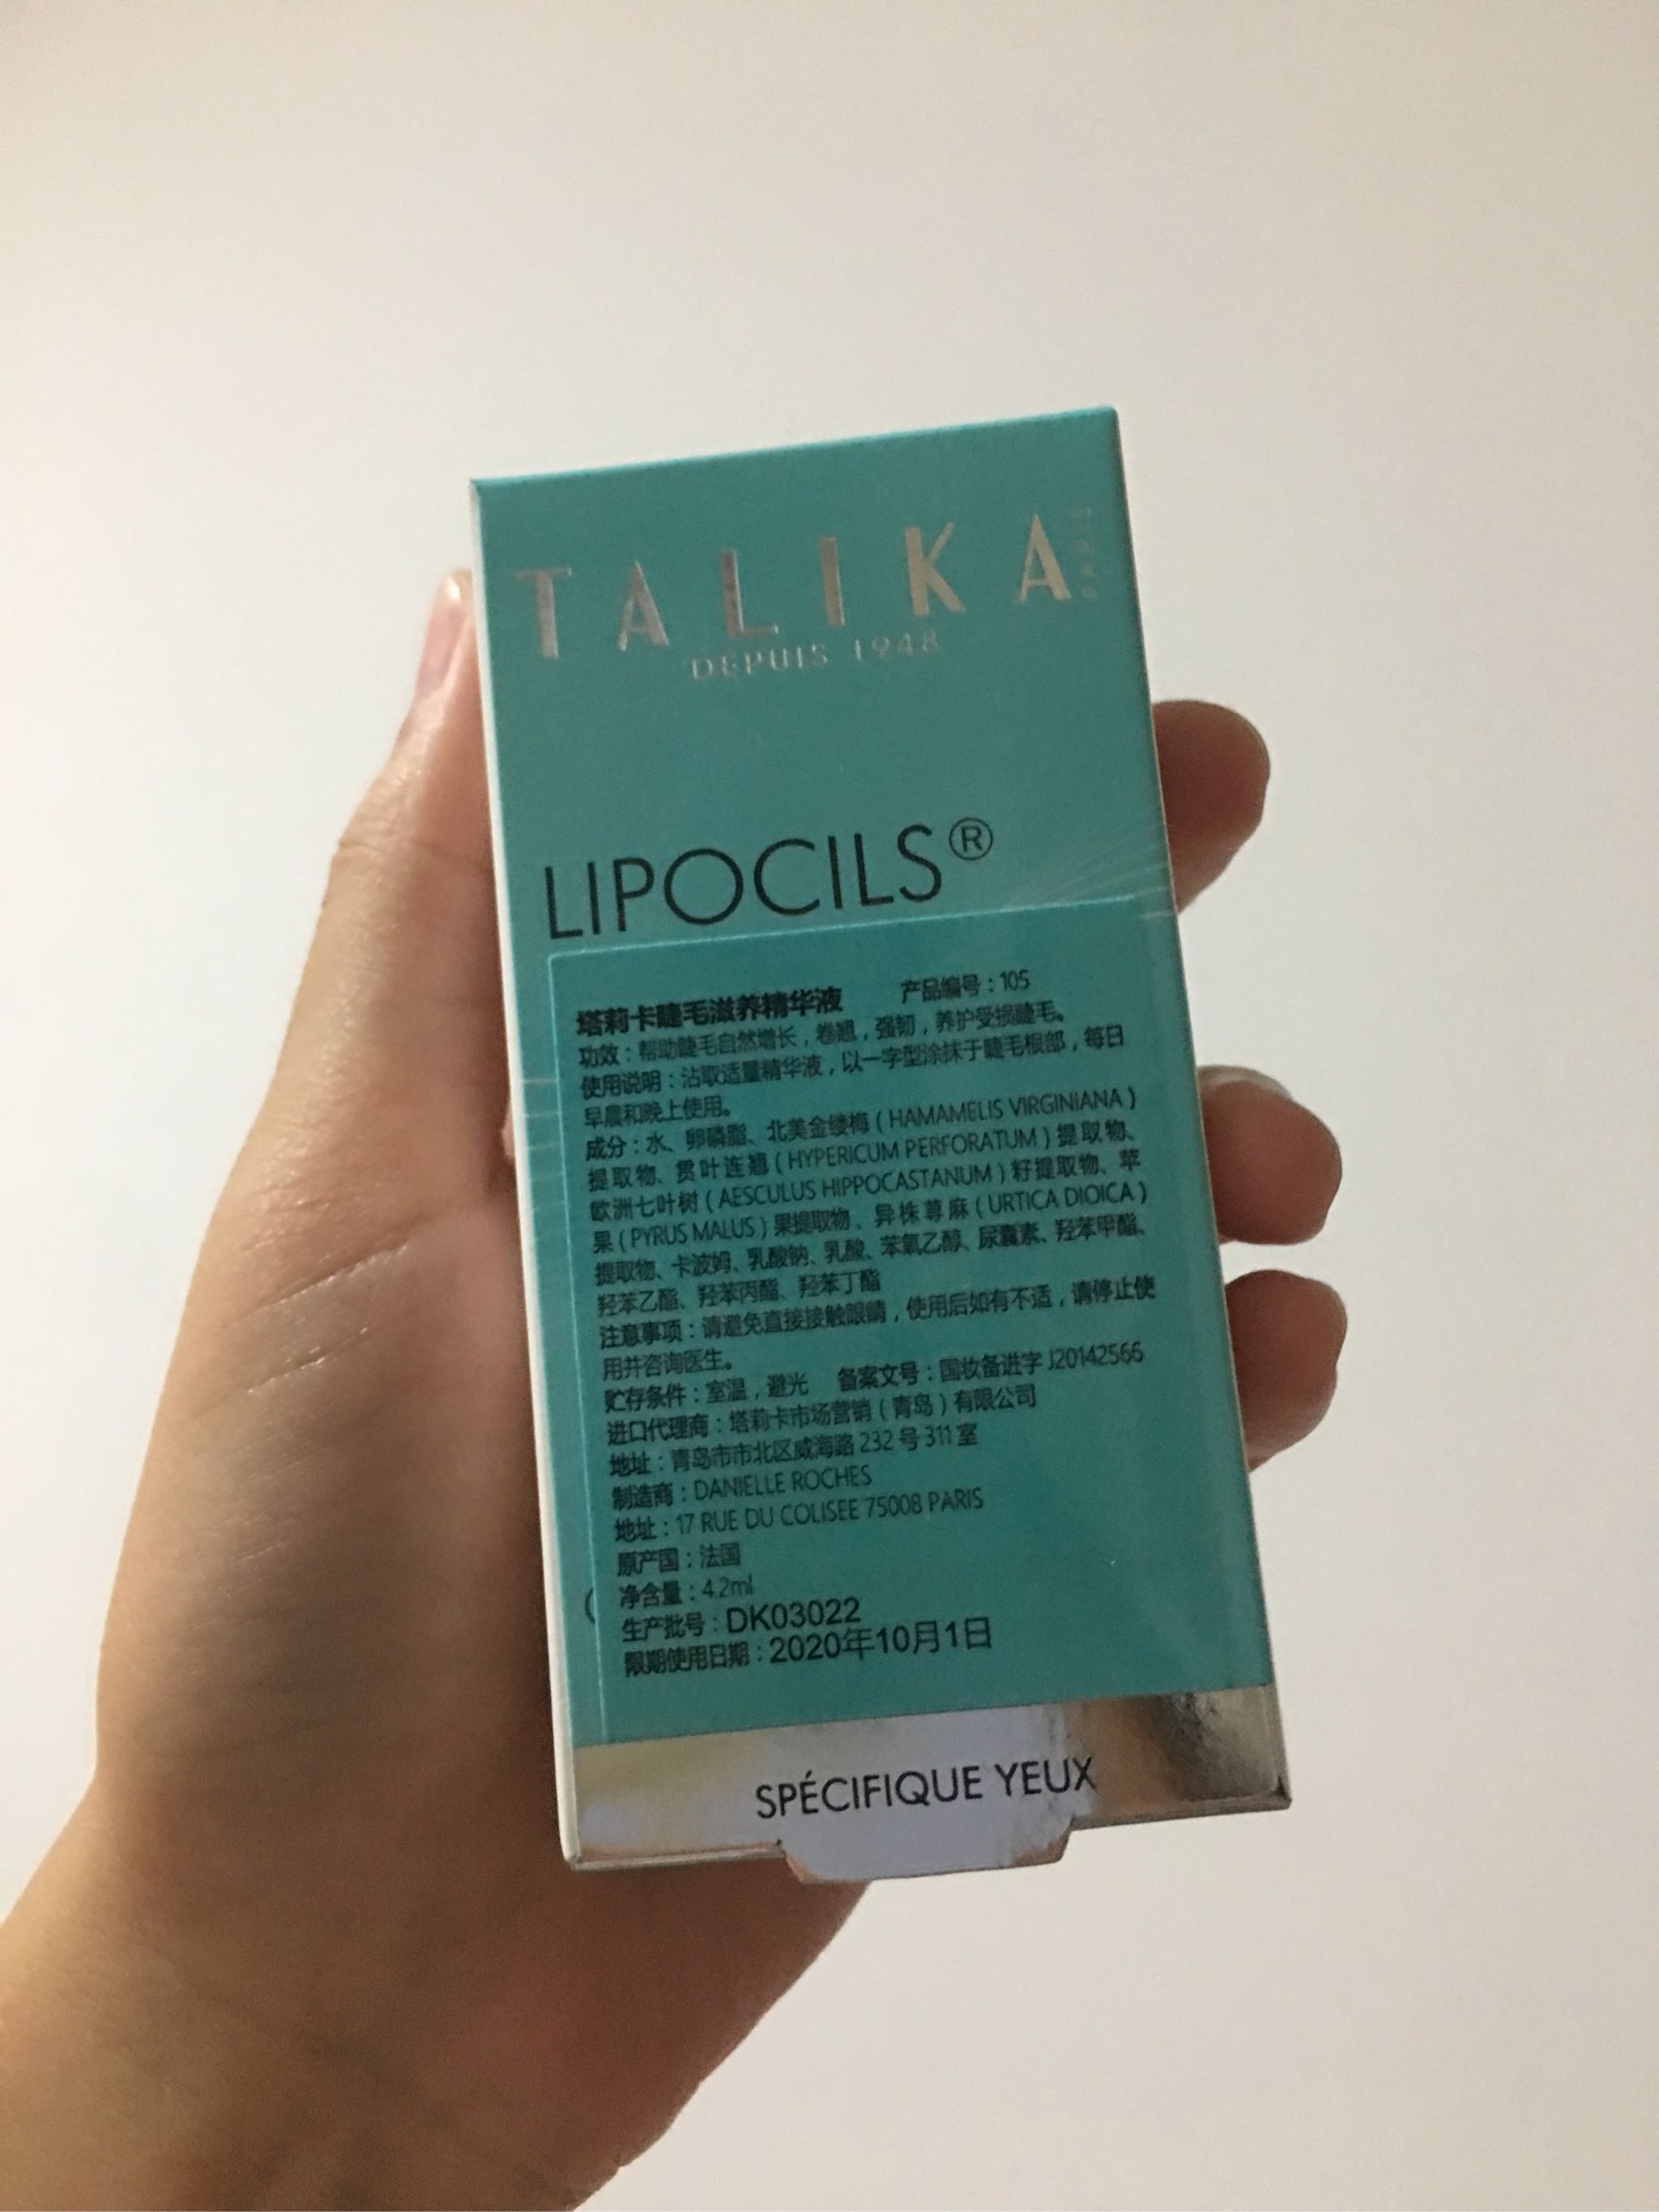 TALIKA
PARIS
DEPUIS 1948
LIPOCILS®
塔莉卡睫毛滋养精华液 产品编号：105
功效：帮助睫毛自然增长，卷翘，强韧，养护受损睫毛。
使用说明：沾取适量精华液，以一字型涂抹于睫毛根部，每日
早晨和晚上使用。
成分：水、卵磷脂、北美金缕梅（HAMAMELIS VIRGINIANA）
提取物、贯叶连翘（HYPERICUM PERFORATUM）提取物、
欧洲七叶树（AESCULUS HIPPOCASTANUM）籽提取物、苹
果（PYRUS MALUS）果提取物、异株荨麻（URTICA DIOICA）
提取物、卡波姆、乳酸钠、乳酸、苯氧乙醇、尿囊素、羟苯甲酯、
羟苯乙酯、羟苯丙酯、羟苯丁酯
注意事项：请避免直接接触眼睛，使用后如有不适，请停止使
用并咨询医生。
贮存条件：室温，避光 备案文号：国妆备进字 J20142566
进口代理商：塔莉卡市场营销（青岛）有限公司
地址：青岛市市北区威海路 232 号 311 室
制造商：DANIELLE ROCHES
地址：17 RUE DU COLISEE 75008 PARIS
原产国：法国
净含量：4.2ml
生产批号：DK03022
限期使用日期：2020年10月1日
SPÉCIFIQUE YEUX